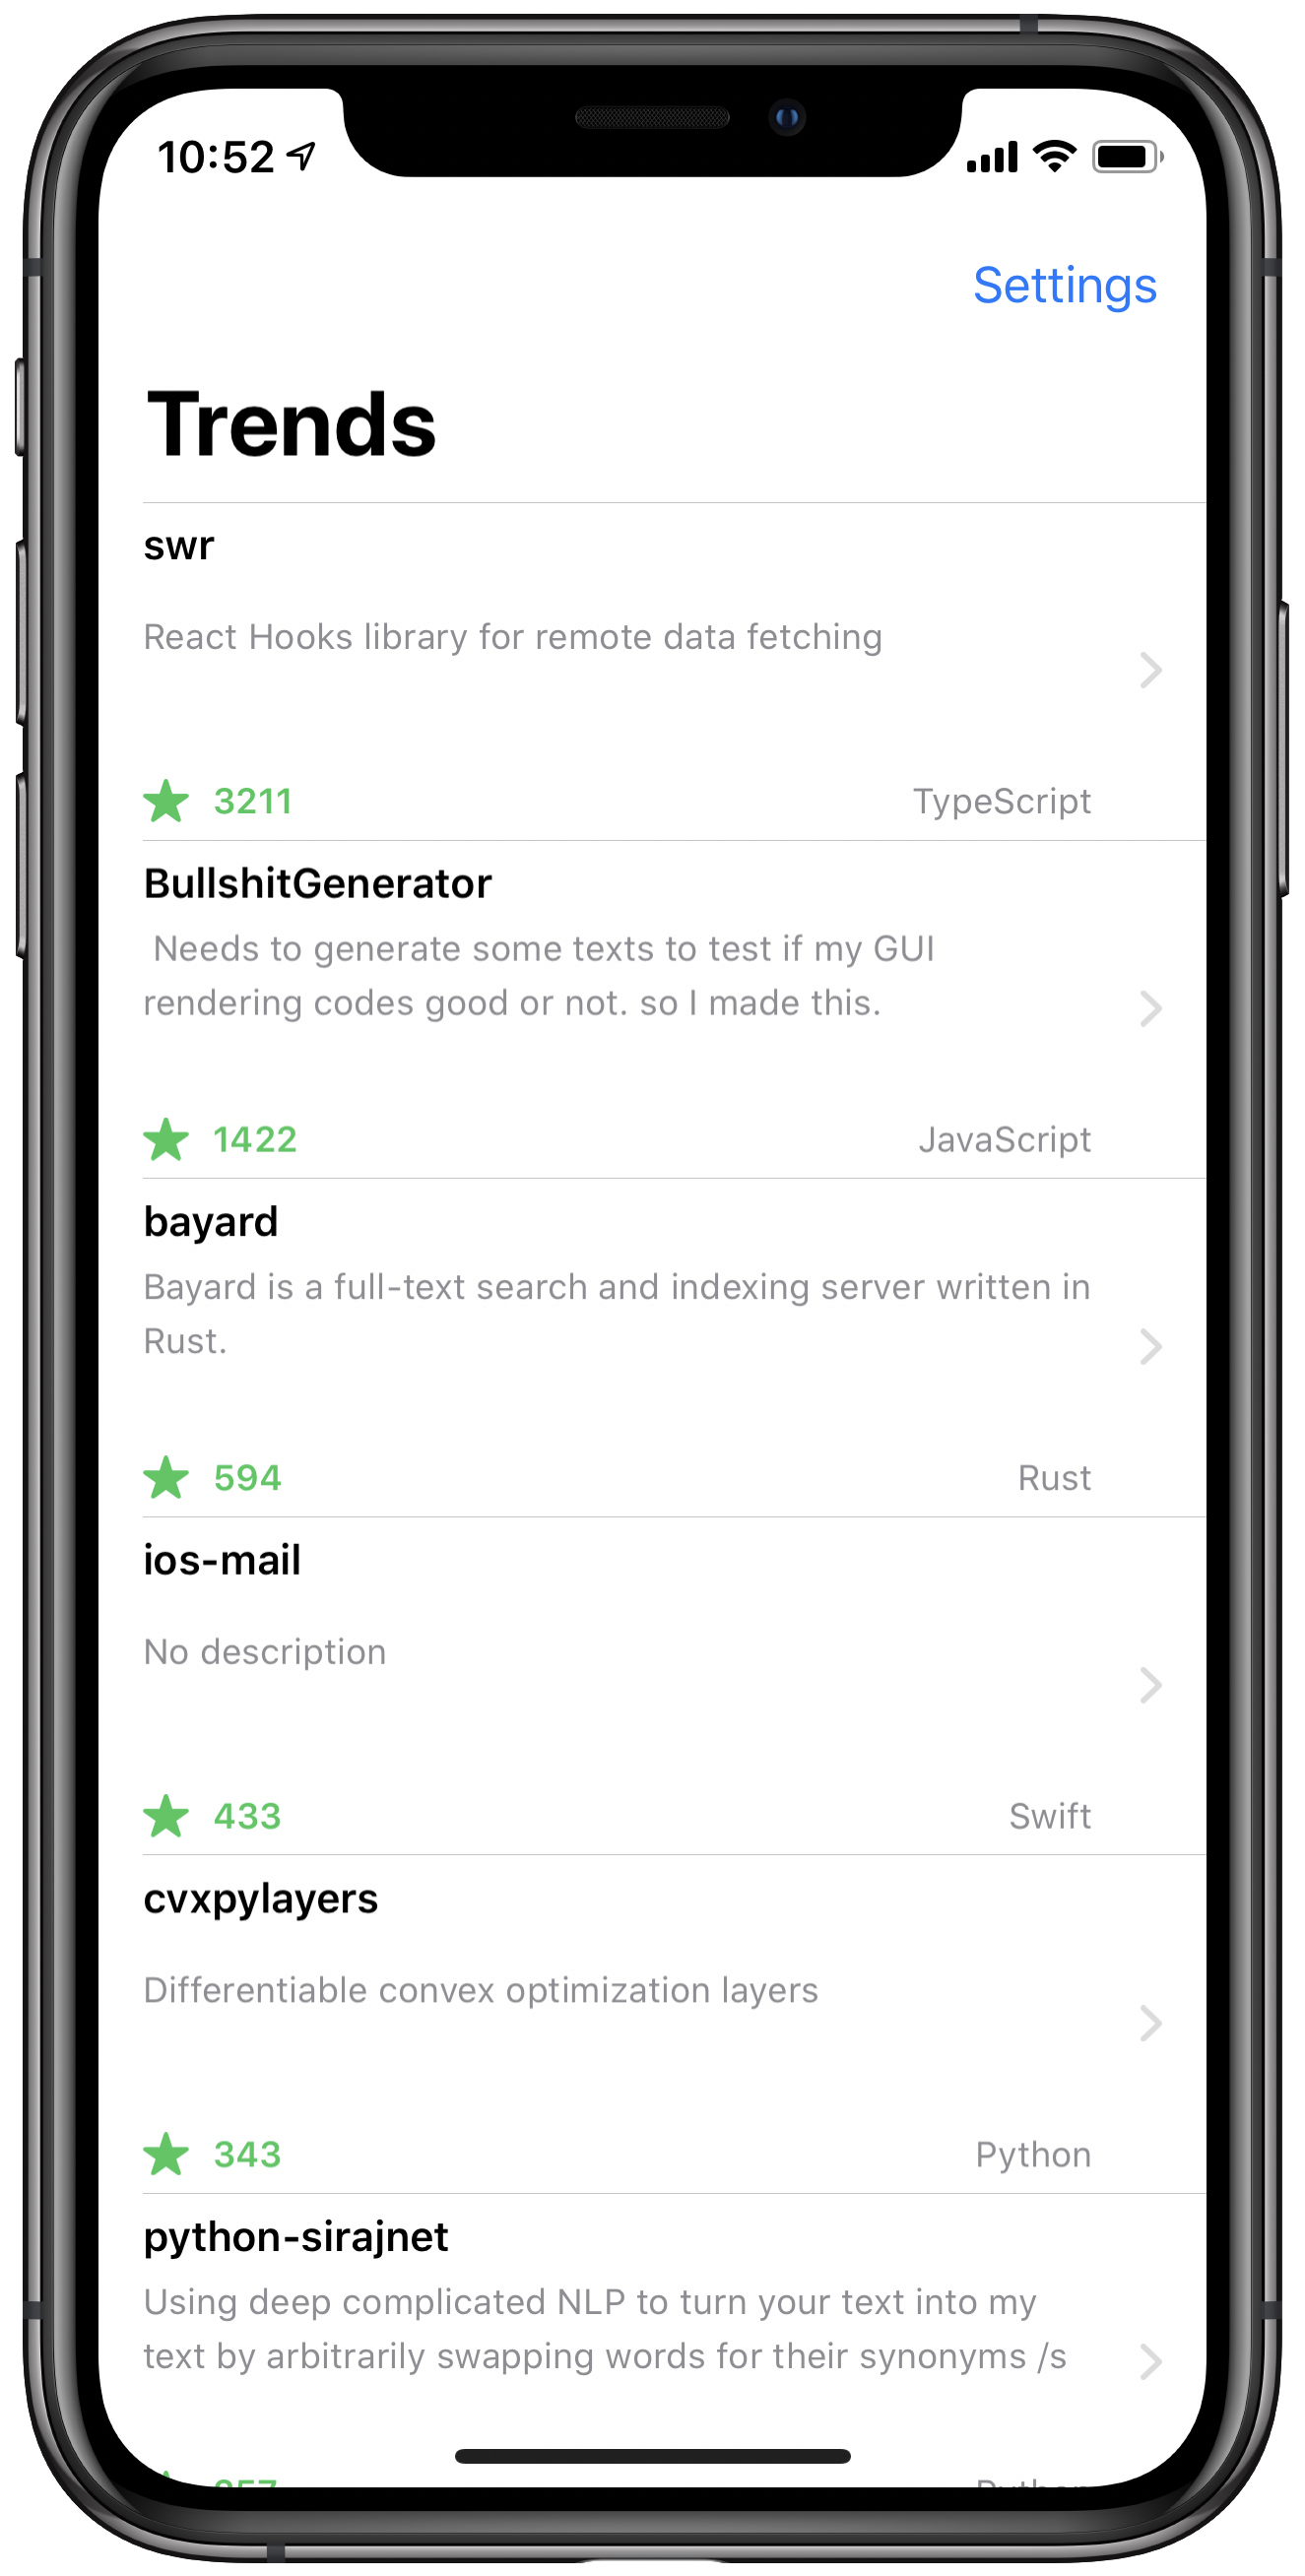 10:52
Settings
Trends
swr
React Hooks library for remote data fetching
3211
TypeScript
BullshitGenerator
Needs to generate some texts to test if my GUI
rendering codes good or not. so I made this.
1422
JavaScript
bayard
Bayard is a full-text search and indexing server written in
Rust.
594
Rust
ios-mail
No description
433
Swift
cvxpylayers
Differentiable convex optimization layers
343
Python
python-sirajnet
Using deep complicated NLP to turn your text into my
text by arbitrarily swapping words for their synonyms /s
Python